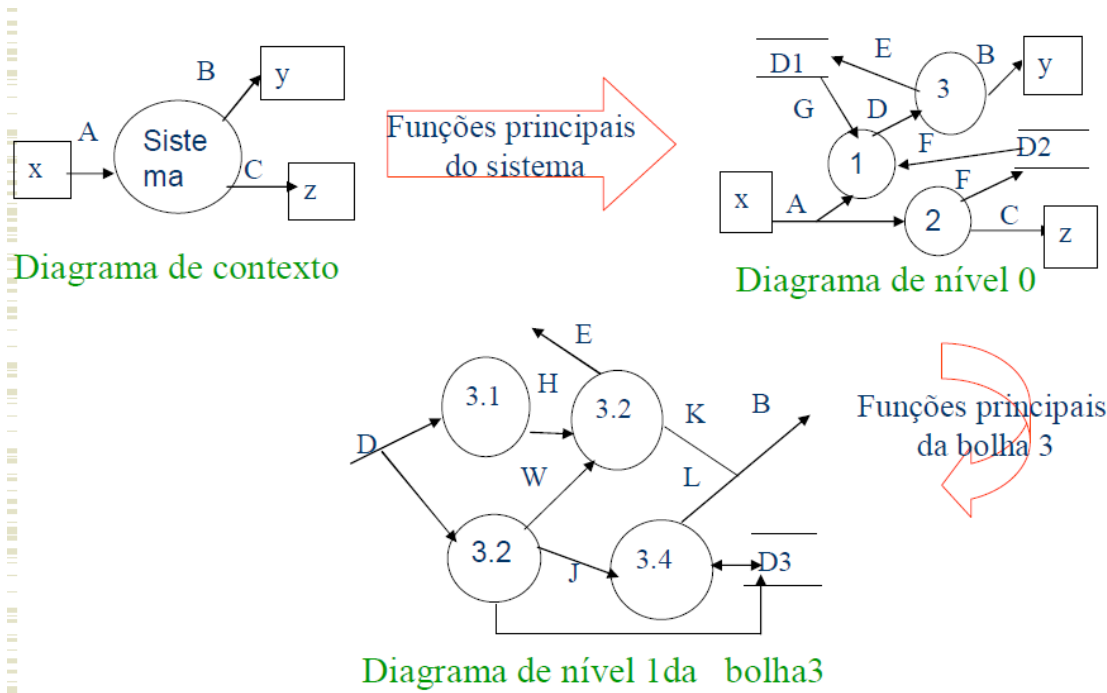 B
y
A
Siste
ma
x
C
z
Diagrama de contexto
Funções principais
do sistema
D1
E
B
y
3
G
D
F
D2
1
x
A
F
2
C
z
Diagrama de nível 0
E
3.1
H
3.2
K
B
D
W
L
3.2
J
3.4
D3
Funções principais
da bolha 3
Diagrama de nível 1da bolha3